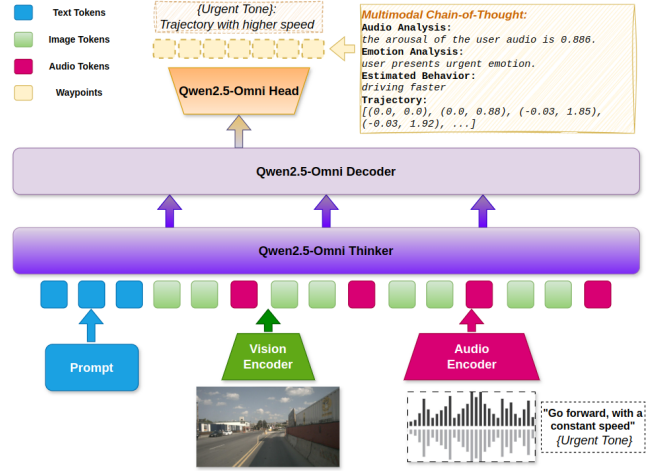 Text Tokens
Image Tokens
Audio Tokens
Waypoints
{Urgent Tone}:
Trajectory with higher speed
Multimodal Chain-of-Thought:
Audio Analysis:
the arousal of the user audio is 0.886.
Emotion Analysis:
user presents urgent emotion.
Estimated Behavior:
driving faster
Trajectory:
[(0.0, 0.0), (0.0, 0.88), (-0.03, 1.85),
(-0.03, 1.92), ...]
Qwen2.5-Omni Head
Qwen2.5-Omni Decoder
Qwen2.5-Omni Thinker
Prompt
Vision
Encoder
Audio
Encoder
"Go forward, with a
constant speed"
{Urgent Tone}